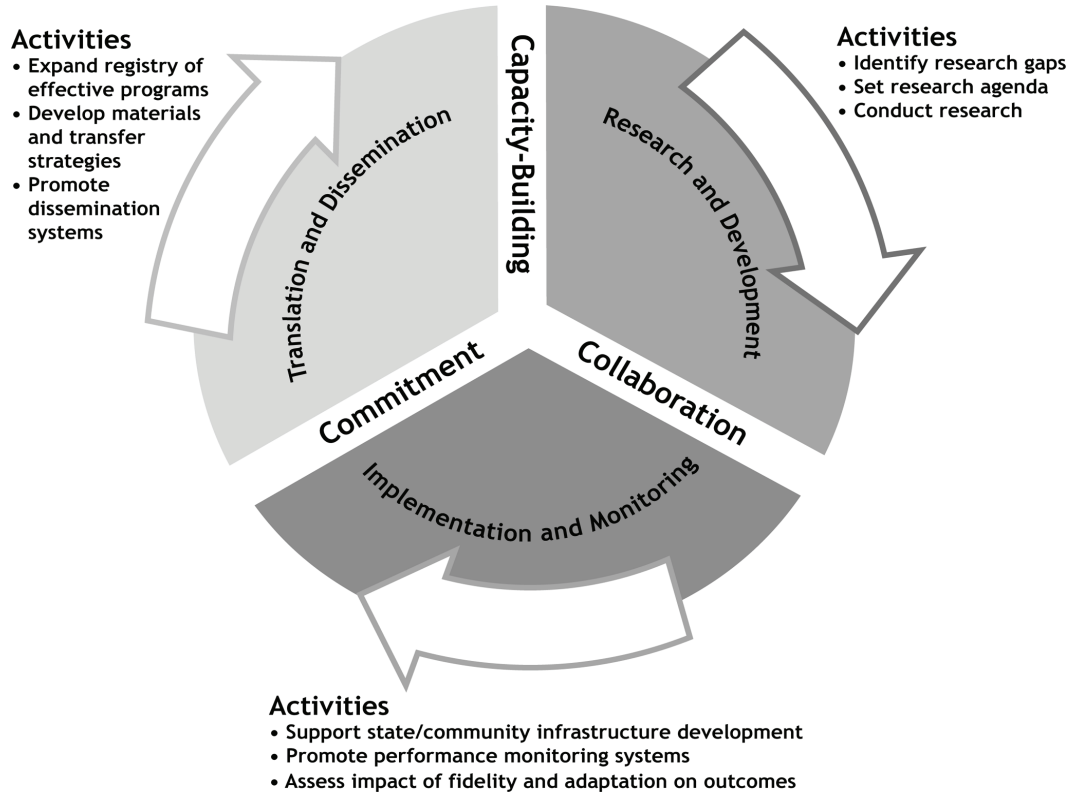 Activities
• Expand registry of
effective programs
• Develop materials
and transfer
strategies
• Promote
dissemination
systems
Translation and Dissemination
Capacity-Building
Research and Development
Activities
• Identify research gaps
• Set research agenda
• Conduct research
Commitment
Collaboration
Implementation and Monitoring
Activities
• Support state/community infrastructure development
• Promote performance monitoring systems
• Assess impact of fidelity and adaptation on outcomes